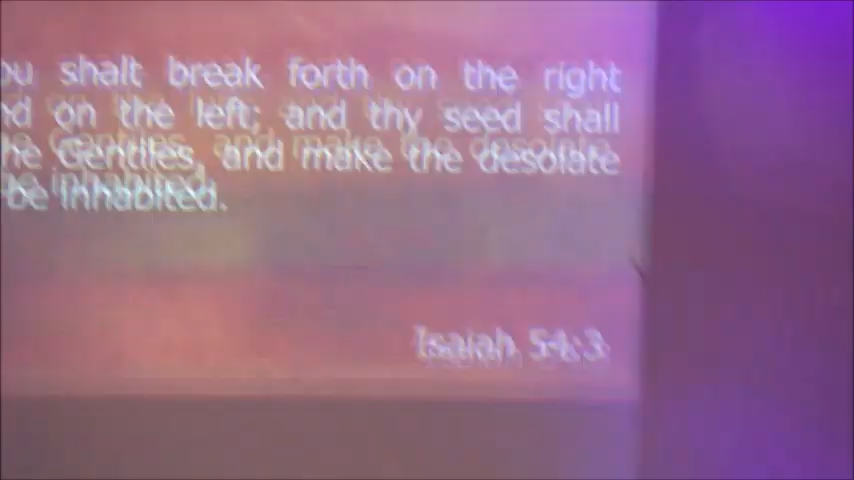 ou shalt break forth on the right
nd on the left; and thy seed shall
he Gentiles, and make the desolate
be inhabited.
Isaiah 54:3